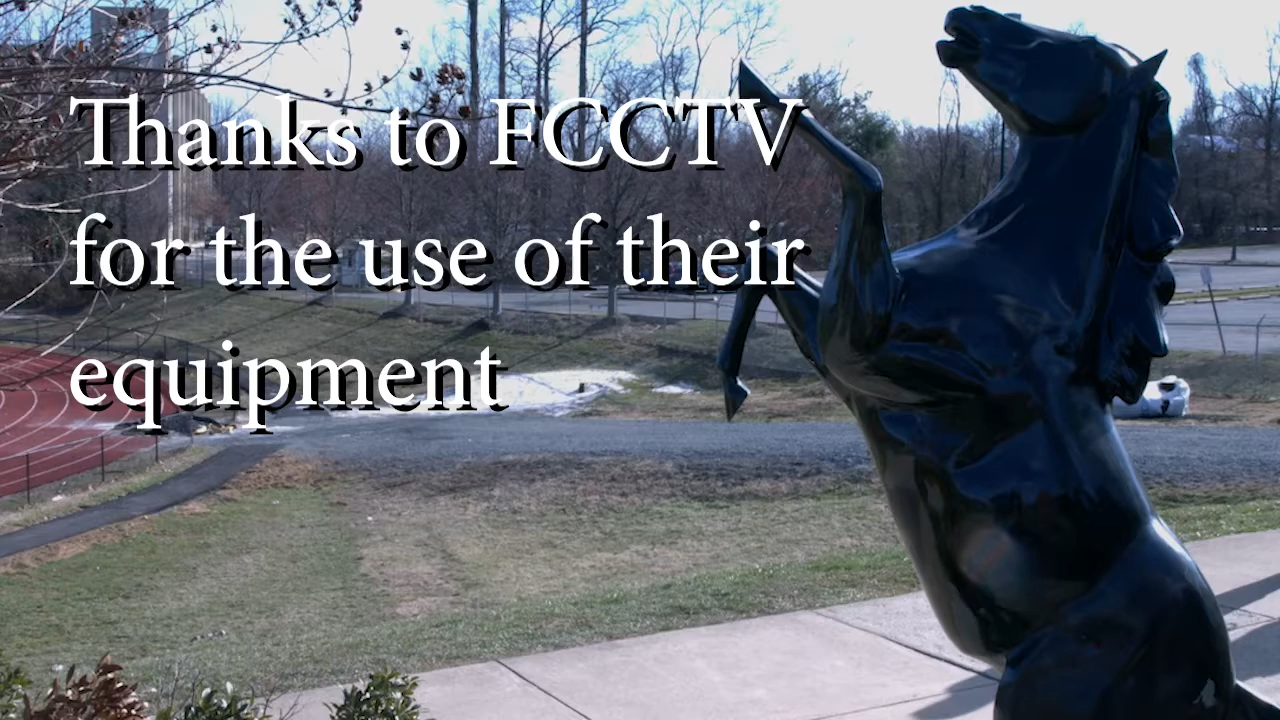 Thanks to FCCTV
for the use of their
equipment